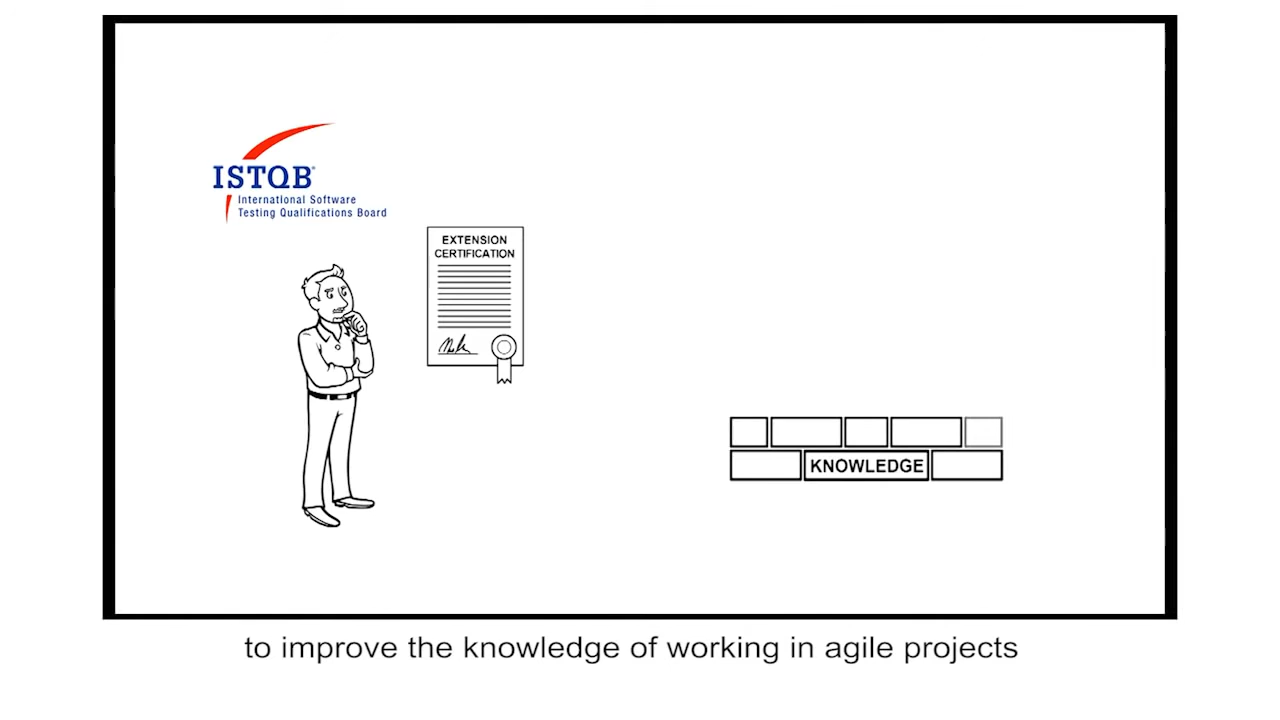 ISTQB®
International Software
Testing Qualifications Board
EXTENSION
CERTIFICATION
KNOWLEDGE
to improve the knowledge of working in agile projects